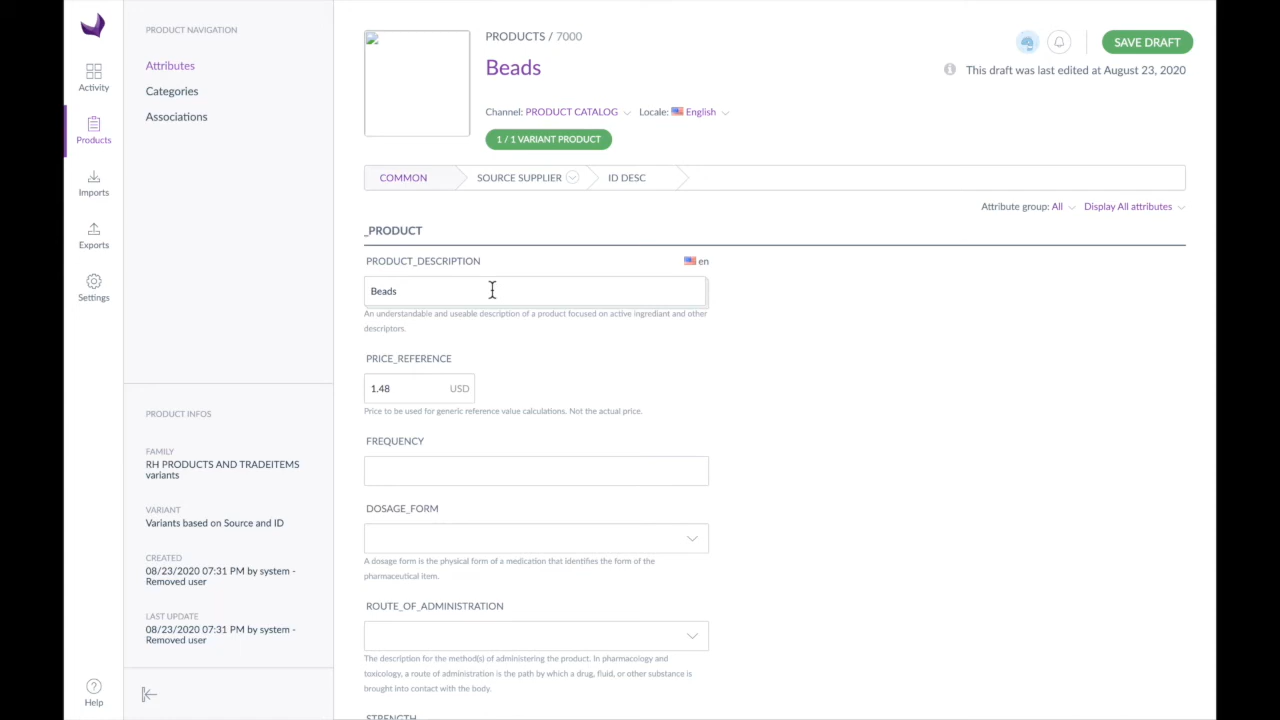 PRODUCT NAVIGATION
Attributes
Categories
Associations
Activity
Products
Imports
Exports
Settings
Help
PRODUCT INFOS
FAMILY
RH PRODUCTS AND TRADEITEMS
variants
VARIANT
Variants based on Source and ID
CREATED
08/23/2020 07:31 PM by system -
Removed user
LAST UPDATE
08/23/2020 07:31 PM by system -
Removed user
PRODUCTS / 7000
Beads
SAVE DRAFT
This draft was last edited at August 23, 2020
Channel: PRODUCT CATALOG Locale: English
1 / 1 VARIANT PRODUCT
COMMON SOURCE SUPPLIER ID DESC
Attribute group: All Display All attributes
_PRODUCT
PRODUCT_DESCRIPTION en
Beads
An understandable and useable description of a product focused on active ingrediant and other
descriptors.
PRICE_REFERENCE
1.48 USD
Price to be used for generic reference value calculations. Not the actual price.
FREQUENCY
DOSAGE_FORM
A dosage form is the physical form of a medication that identifies the form of the
pharmaceutical item.
ROUTE_OF_ADMINISTRATION
The description for the method(s) of administering the product. In pharmacology and
toxicology, a route of administration is the path by which a drug, fluid, or other substance is
brought into contact with the body.
STRENGTH